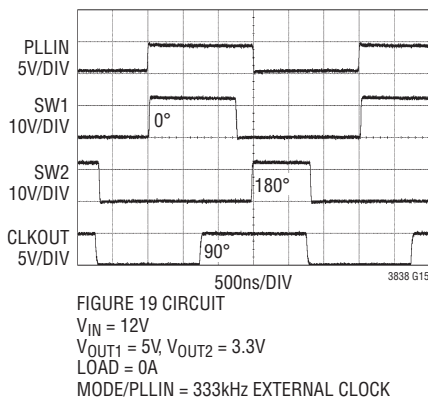 PLLIN
5V/DIV
SW1
10V/DIV
0°
SW2
10V/DIV
180°
CLKOUT
5V/DIV
90°
500ns/DIV
3838 G15
FIGURE 19 CIRCUIT
VIN = 12V
VOUT1 = 5V, VOUT2 = 3.3V
LOAD = 0A
MODE/PLLIN = 333kHz EXTERNAL CLOCK